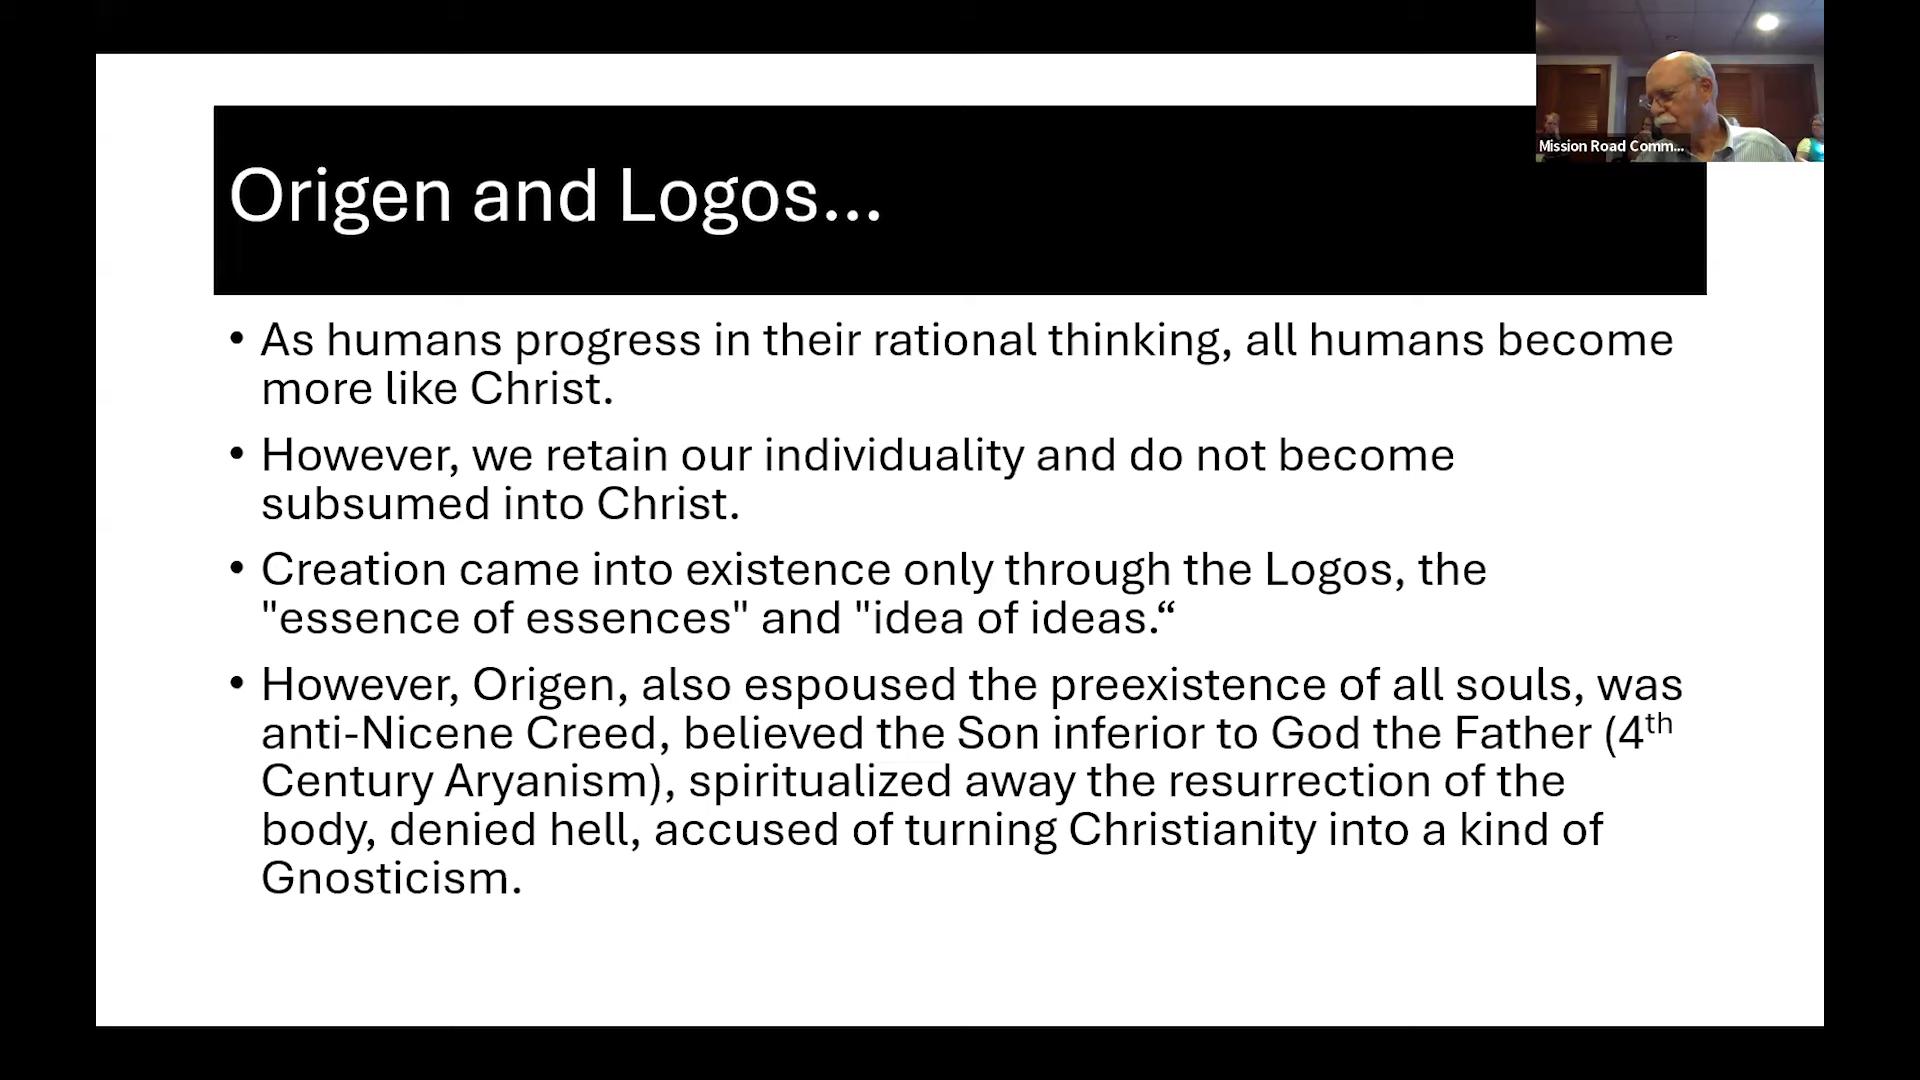 Mission Road Comm...
Origen and Logos...
• As humans progress in their rational thinking, all humans become
more like Christ.
• However, we retain our individuality and do not become
subsumed into Christ.
• Creation came into existence only through the Logos, the
"essence of essences" and "idea of ideas.“
• However, Origen, also espoused the preexistence of all souls, was
anti-Nicene Creed, believed the Son inferior to God the Father (4th
Century Aryanism), spiritualized away the resurrection of the
body, denied hell, accused of turning Christianity into a kind of
Gnosticism.